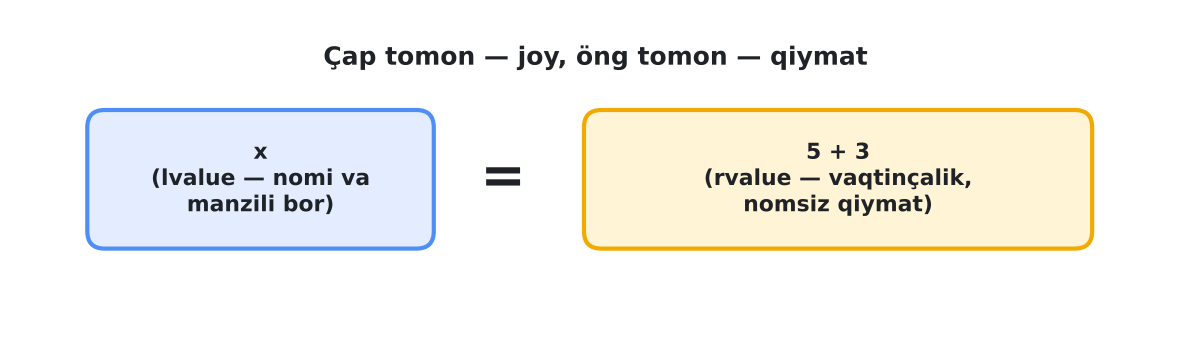 Çap tomon — joy, öng tomon — qiymat
x
(lvalue — nomi va
manzili bor)
=
5 + 3
(rvalue — vaqtinçalik,
nomsiz qiymat)